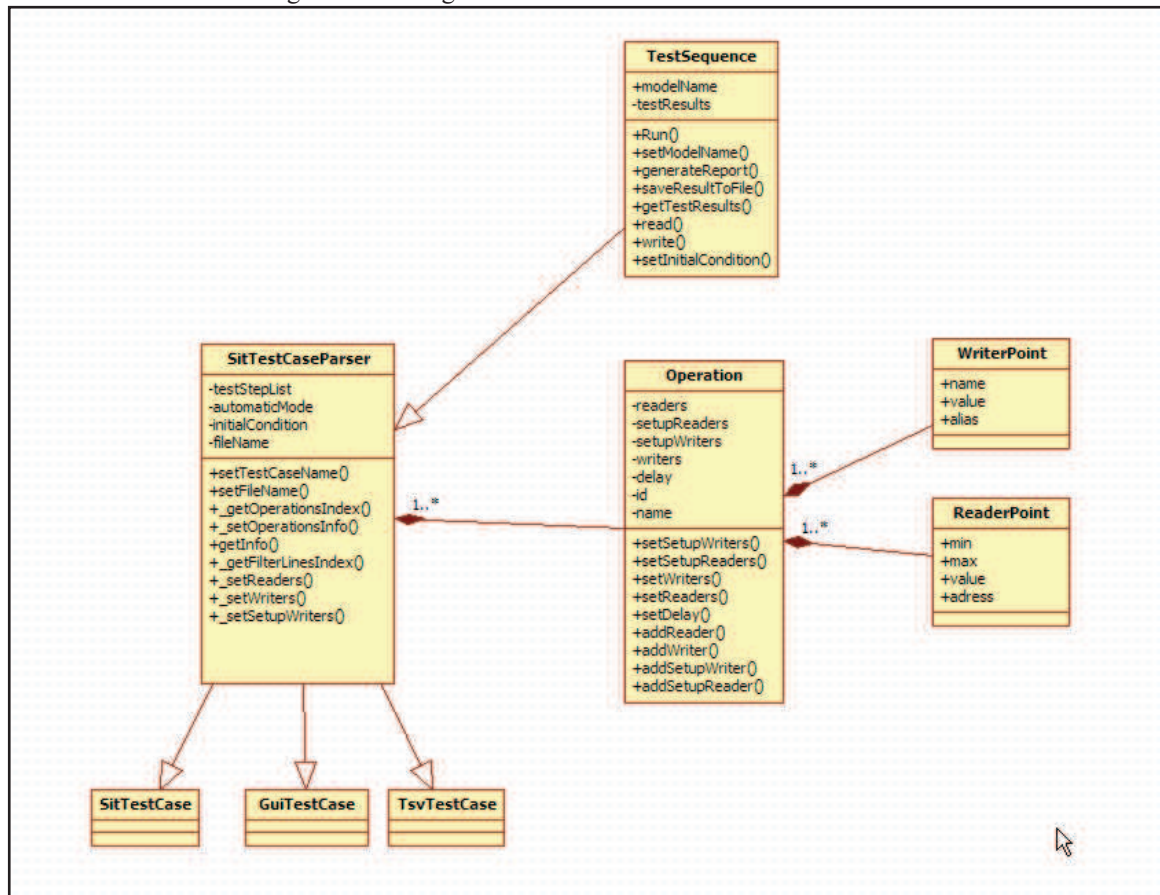 TestSequence
+modelName
-testResults
+Run()
+setModelName()
+generateReport()
+saveResultToFile()
+getTestResults()
+read()
+write()
+setInitialCondition()
SitTestCaseParser
-testStepList
-automaticMode
-initialCondition
-fileName
+setTestCaseName()
+setFileName()
+_getOperationsIndex()
+_setOperationsInfo()
+getInfo()
+_getFilterLinesIndex()
+_setReaders()
+_setWriters()
+_setSetupWriters()
1..*
Operation
-readers
-setupReaders
-setupWriters
-writers
-delay
-id
-name
+setSetupWriters()
+setSetupReaders()
+setWriters()
+setReaders()
+setDelay()
+addReader()
+addWriter()
+addSetupWriter()
+addSetupReader()
1..*
1..*
WriterPoint
+name
+value
+alias
ReaderPoint
+min
+max
+value
+adress
SitTestCase
GuiTestCase
TsvTestCase